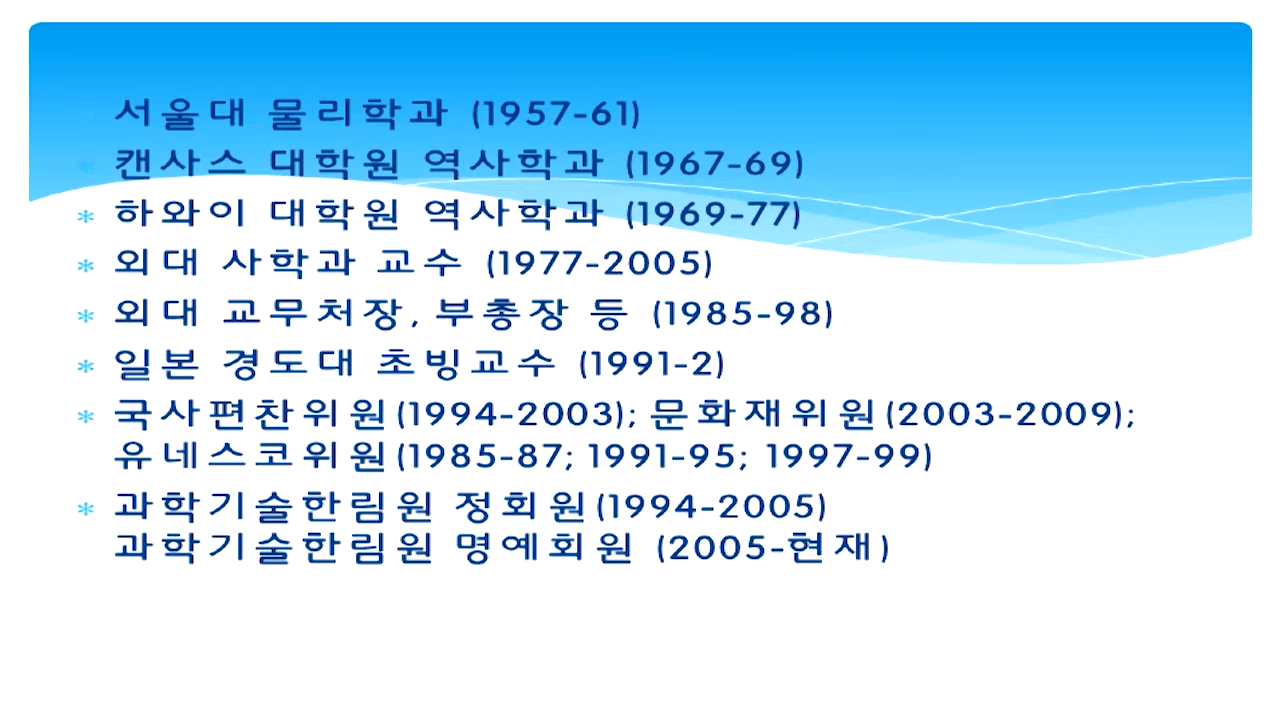 서울대 물리학과 (1957-61)
캔사스 대학원 역사학과 (1967-69)
* 하와이 대학원 역사학과 (1969-77)
* 외대 사학과 교수 (1977-2005)
* 외대 교무처장, 부총장 등 (1985-98)
* 일본 경도대 초빙교수 (1991-2)
* 국사편찬위원(1994-2003); 문화재위원(2003-2009);
유네스코위원(1985-87; 1991-95; 1997-99)
* 과학기술한림원 정회원(1994-2005)
과학기술한림원 명예회원 (2005-현재)